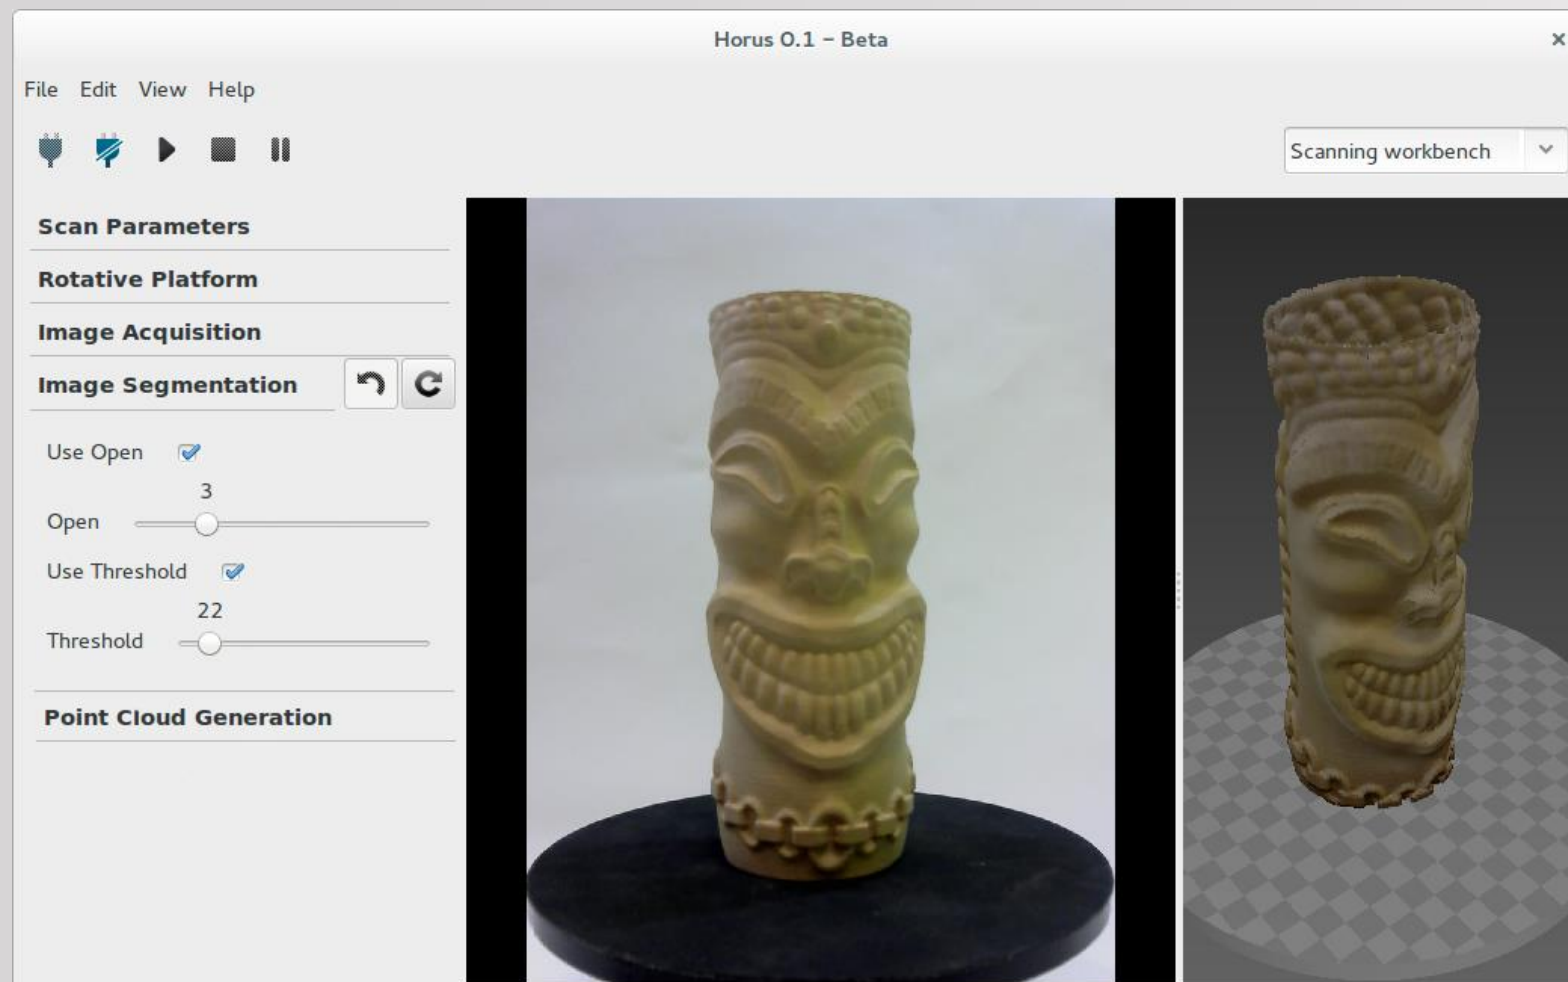 Horus 0.1 – Beta
File Edit View Help
Scanning workbench
Scan Parameters
Rotative Platform
Image Acquisition
Image Segmentation
Use Open
3
Open
Use Threshold
22
Threshold
Point Cloud Generation